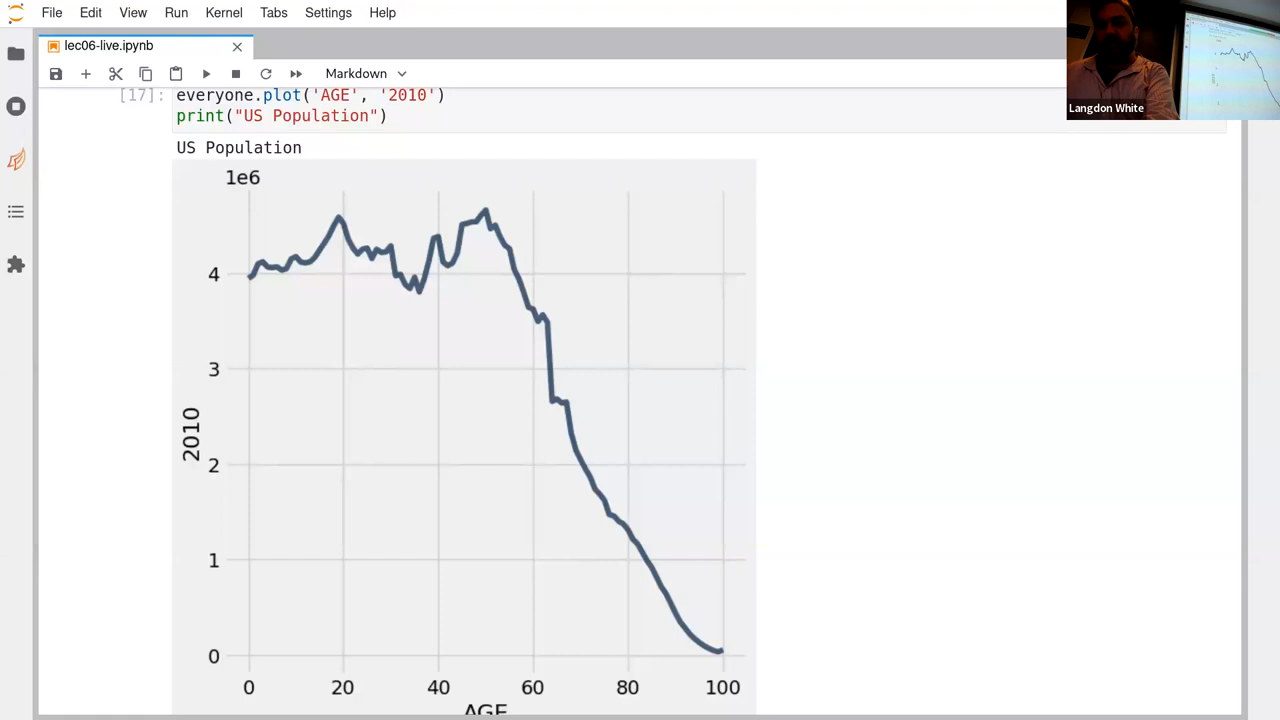 File Edit View Run Kernel Tabs Settings Help
lec06-live.ipynb
Markdown
[17]: everyone.plot('AGE', '2010')
print("US Population")
US Population
1e6
4
3
2
1
0
2010
0 20 40 60 80 100
AGE
Langdon White